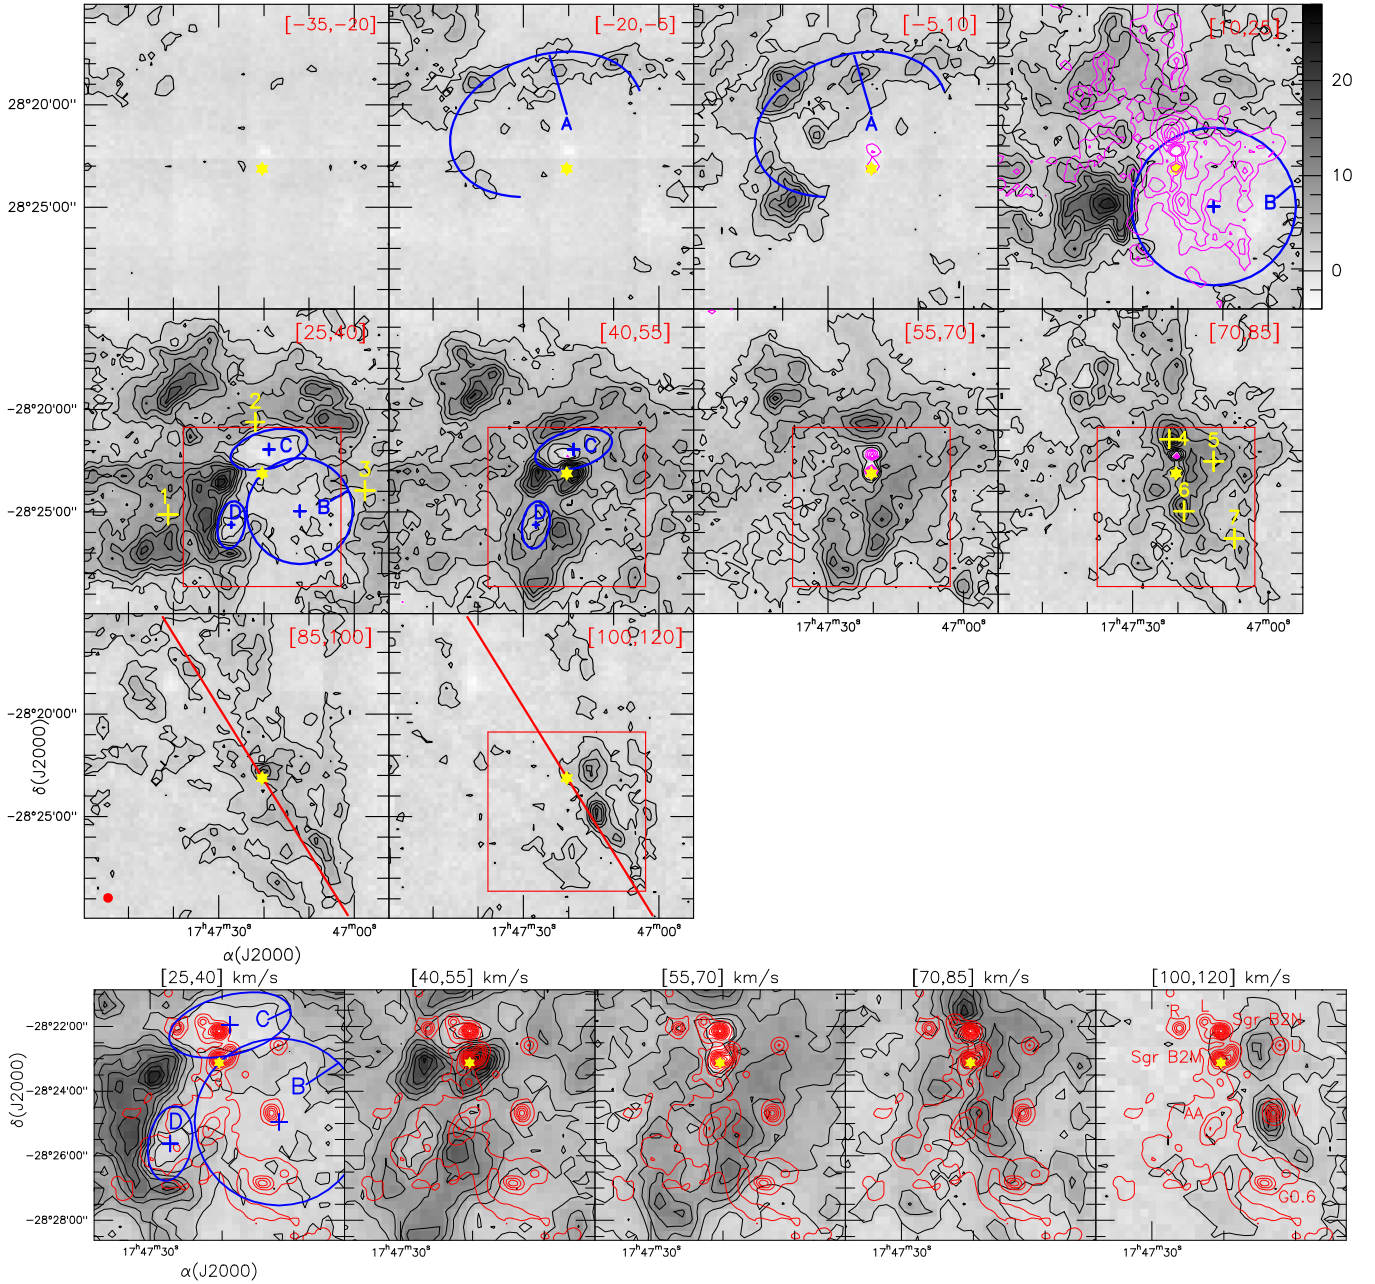 [−35,−20]
[−20,−5]
[−5,10]
[10,25]
A
A
B
28°20'00"
28°25'00"
20
10
0
[25,40]
[40,55]
[55,70]
[70,85]
2
C
3
1
D
B
C
D
4
5
6
7
−28°20'00"
−28°25'00"
17ʰ47ᵐ30ˢ
47ᵐ00ˢ
17ʰ47ᵐ30ˢ
47ᵐ00ˢ
[85,100]
[100,120]
−28°20'00"
−28°25'00"
δ(J2000)
17ʰ47ᵐ30ˢ
47ᵐ00ˢ
17ʰ47ᵐ30ˢ
47ᵐ00ˢ
α(J2000)
[25,40] km/s
[40,55] km/s
[55,70] km/s
[70,85] km/s
[100,120] km/s
−28°22'00"
−28°24'00"
−28°26'00"
−28°28'00"
δ(J2000)
C
B
D
R
L
Sgr B2N
Sgr B2M
U
AA
V
G0.6
17ʰ47ᵐ30ˢ
17ʰ47ᵐ30ˢ
17ʰ47ᵐ30ˢ
17ʰ47ᵐ30ˢ
17ʰ47ᵐ30ˢ
α(J2000)